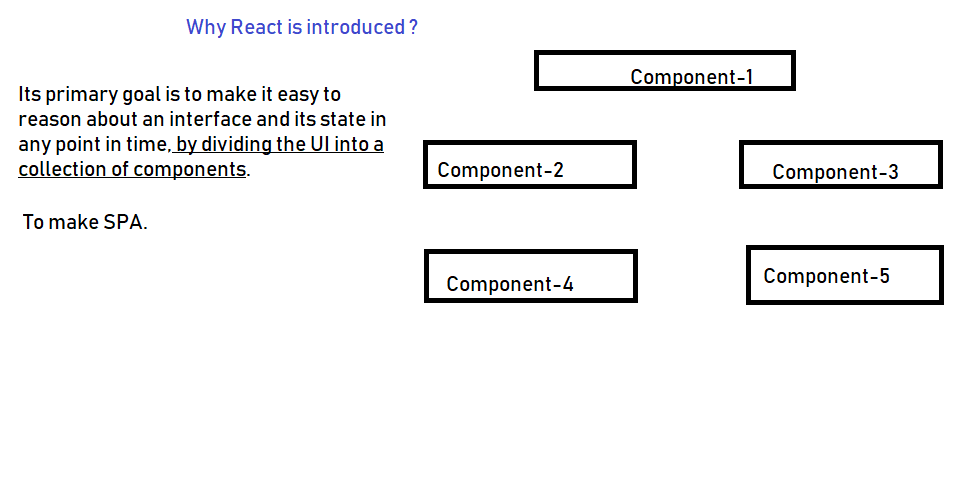 Why React is introduced ?
Its primary goal is to make it easy to
reason about an interface and its state in
any point in time, by dividing the UI into a
collection of components.
To make SPA.
Component-1
Component-2
Component-3
Component-4
Component-5